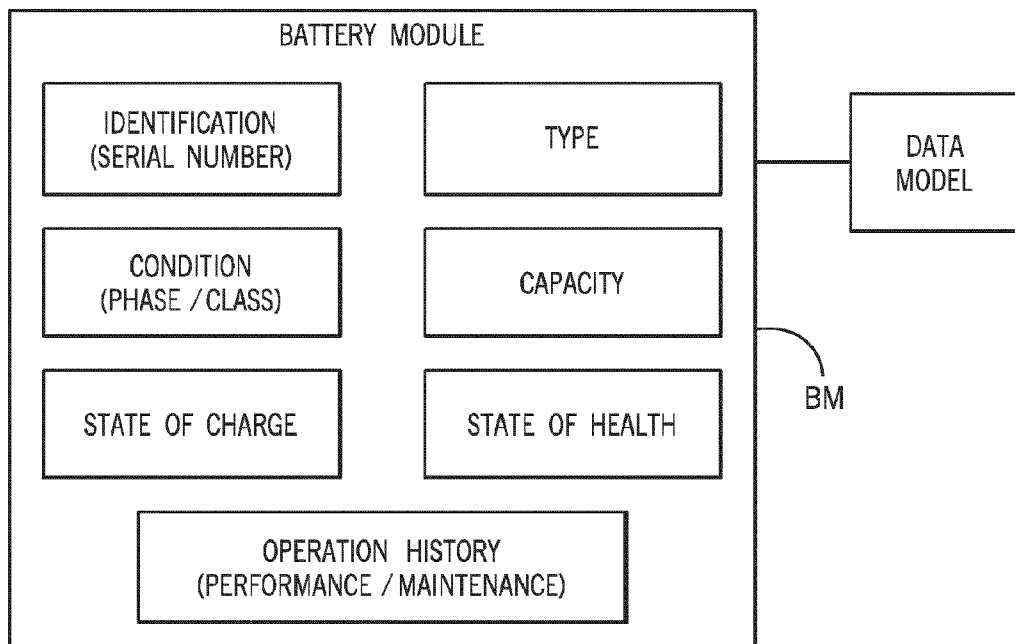 BATTERY MODULE
IDENTIFICATION
(SERIAL NUMBER)
TYPE
DATA
MODEL
CONDITION
(PHASE / CLASS)
CAPACITY
BM
STATE OF CHARGE
STATE OF HEALTH
OPERATION HISTORY
(PERFORMANCE / MAINTENANCE)